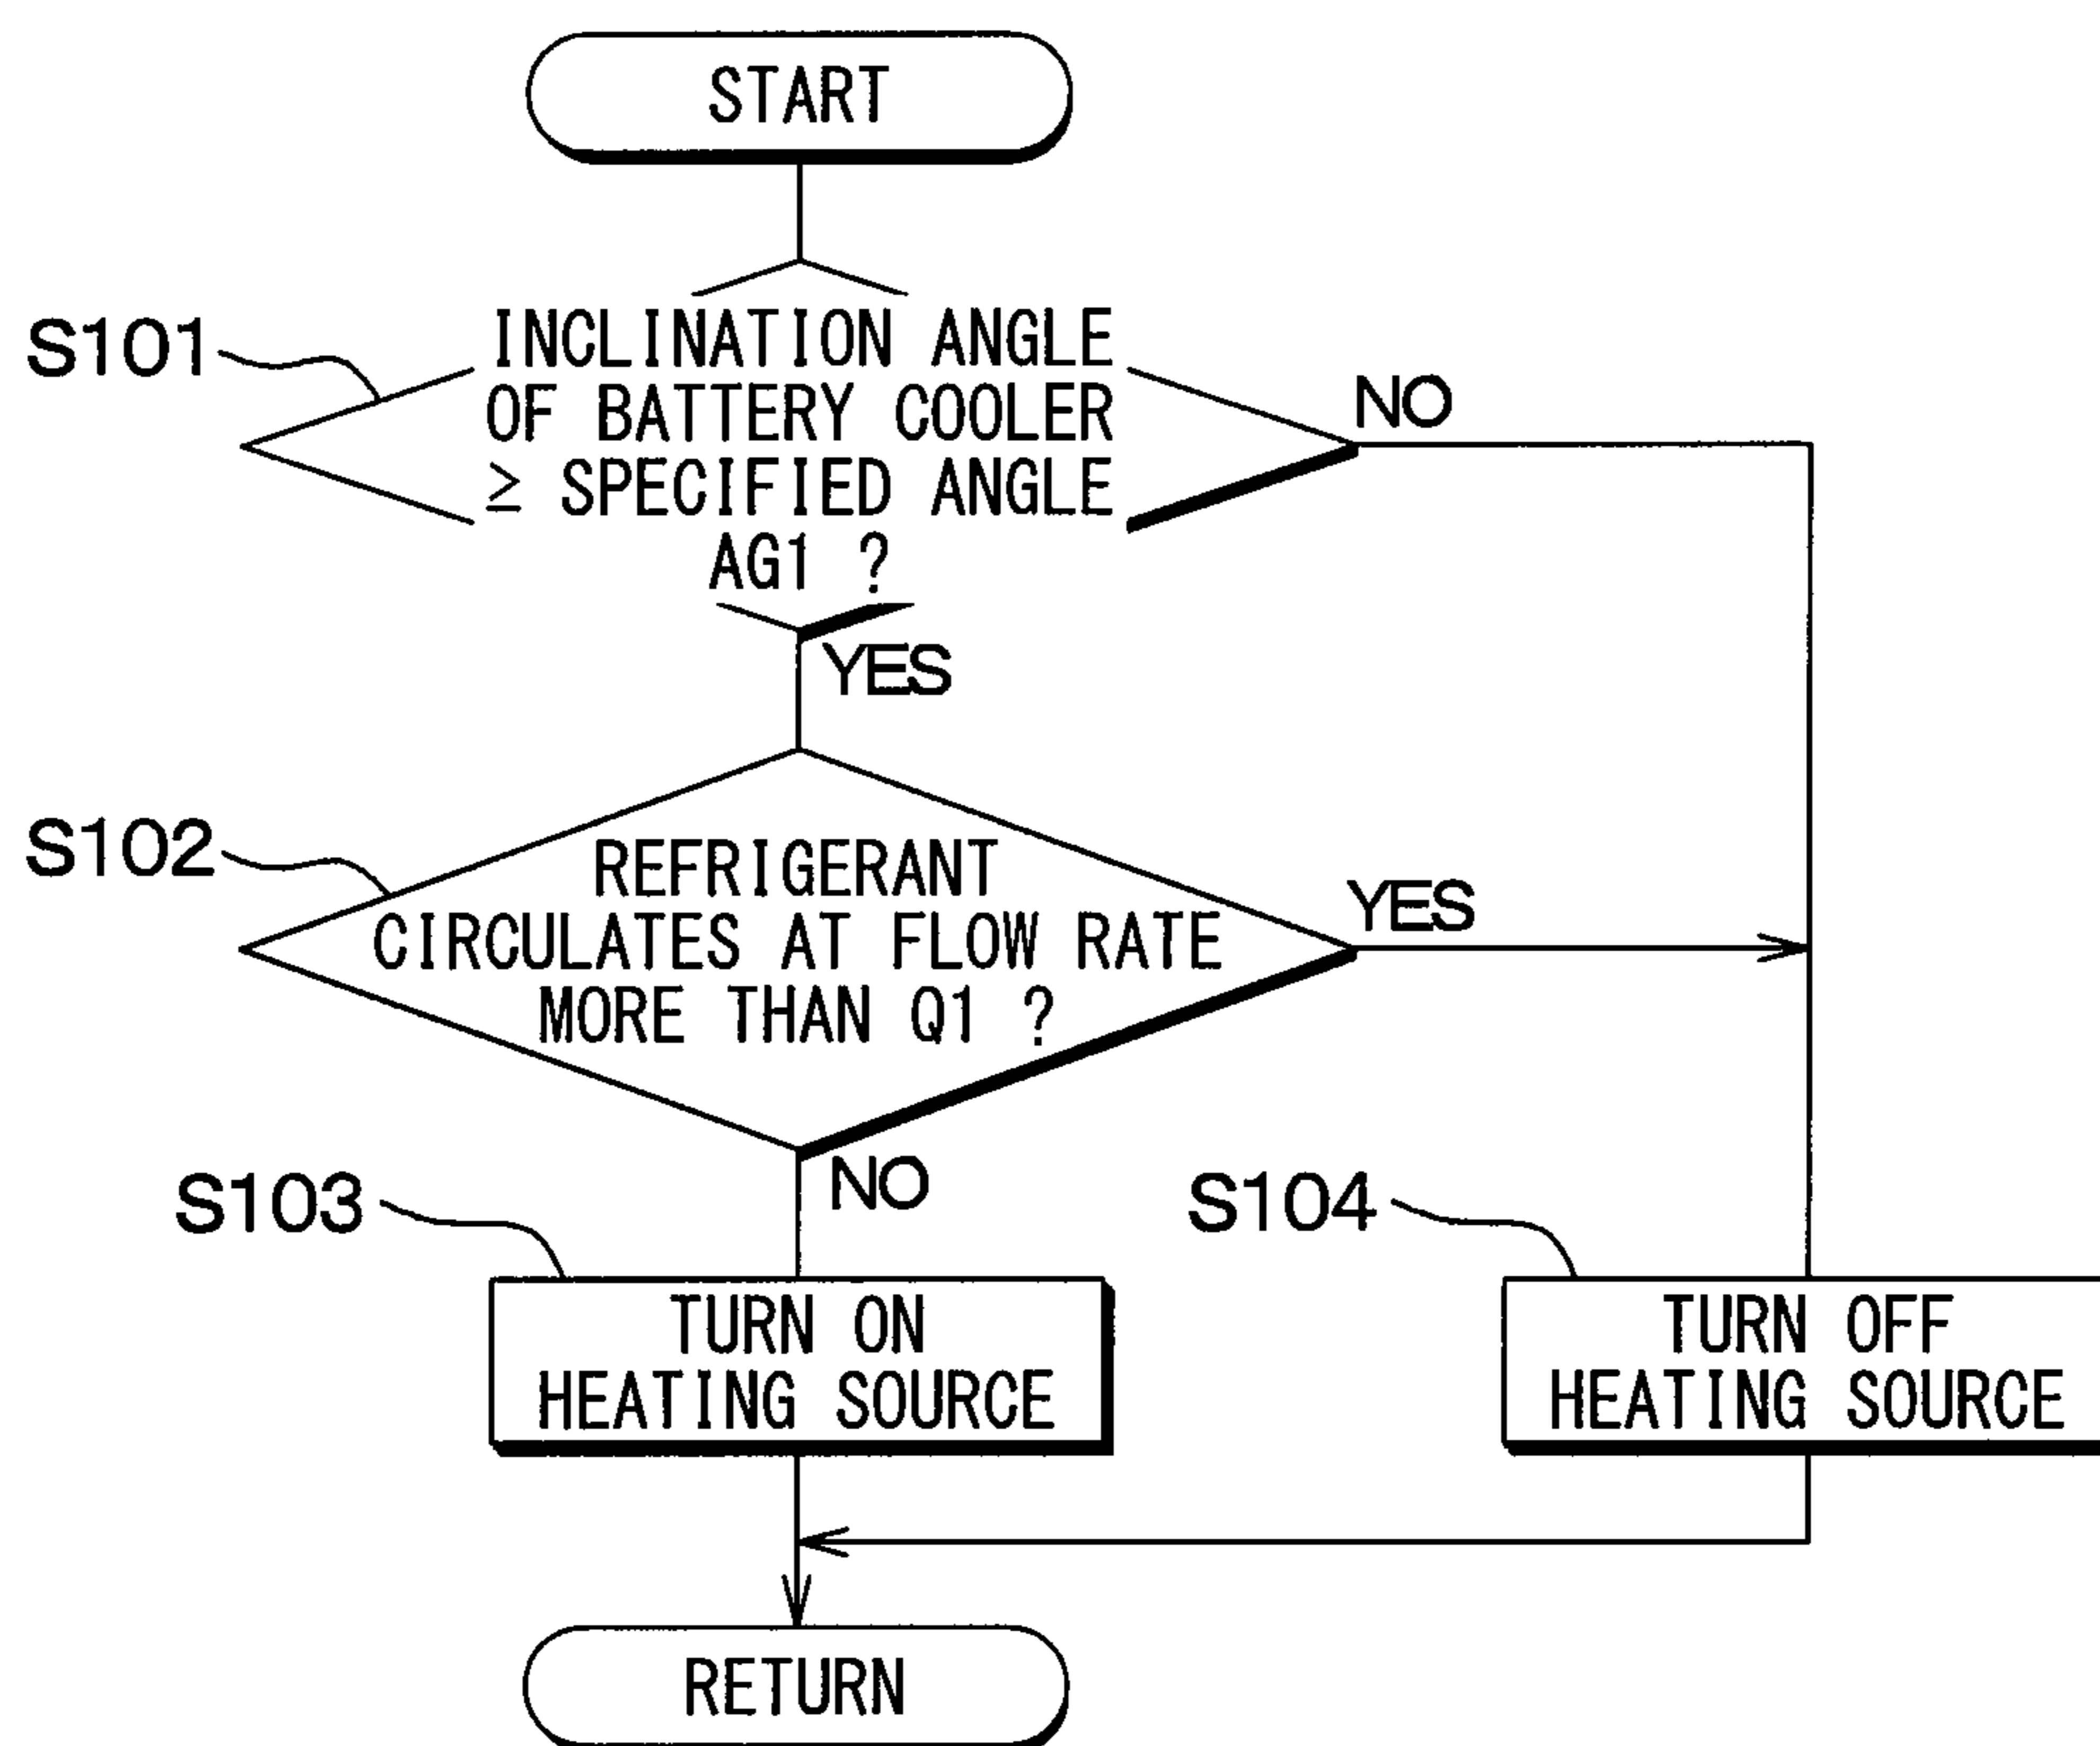 START
S101
INCLINATION ANGLE
OF BATTERY COOLER
≥ SPECIFIED ANGLE
AG1 ?
NO
YES
S102
REFRIGERANT
CIRCULATES AT FLOW RATE
MORE THAN Q1 ?
YES
NO
S103
TURN ON
HEATING SOURCE
S104
TURN OFF
HEATING SOURCE
RETURN